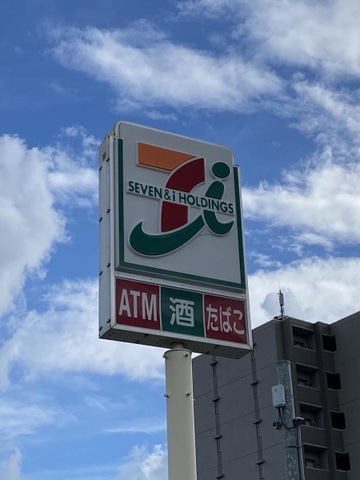 SEVEN & i HOLDINGS
ATM 酒 たばこ